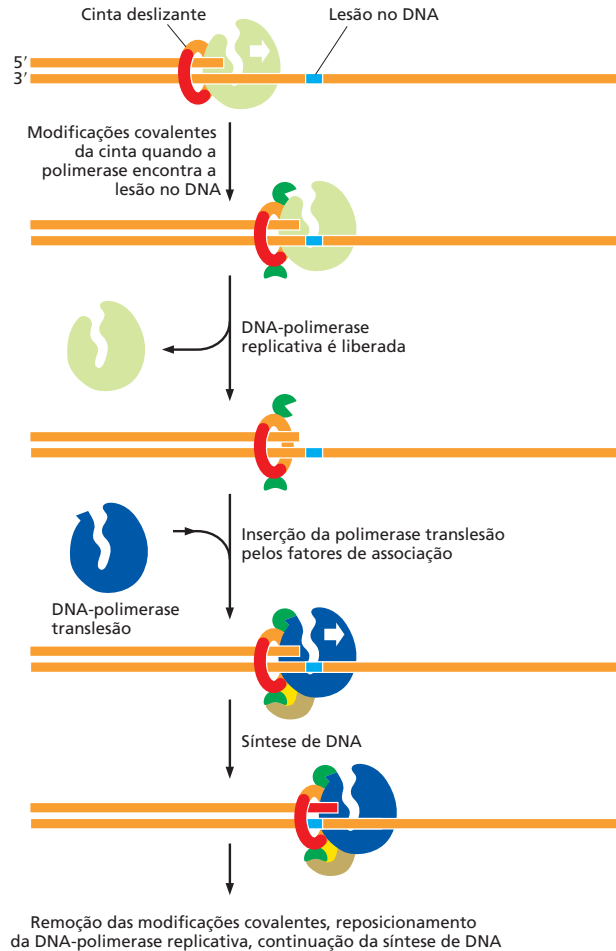 Cinta deslizante
Lesão no DNA
5′
3′
Modificações covalentes
da cinta quando a
polimerase encontra a
lesão no DNA
DNA-polimerase
replicativa é liberada
Inserção da polimerase translesão
pelos fatores de associação
DNA-polimerase
translesão
Síntese de DNA
Remoção das modificações covalentes, reposicionamento
da DNA-polimerase replicativa, continuação da síntese de DNA